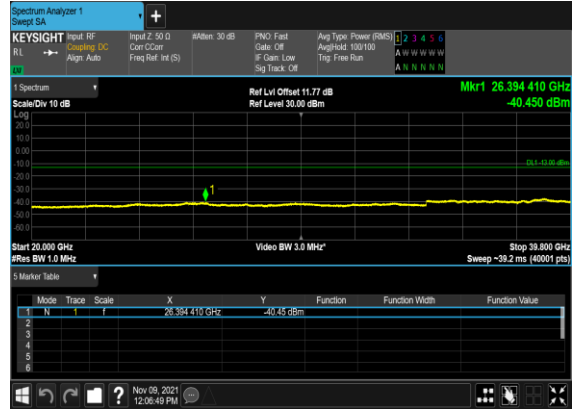 Spectrum Analyzer 1
Swept SA
KEYSIGHT Input: RF Input Z: 50 Ω #Atten: 30 dB PNO: Fast Avg Type: Power (RMS) 1 2 3 4 5 6
RL Coupling: DC Corr CCorr Gate: Off Avg|Hold: 100/100 A W W W W W
Align: Auto Freq Ref: Int (S) IF Gain: Low Trig: Free Run
Sig Track: Off A N N N N N
1 Spectrum Ref Lvl Offset 11.77 dB Mkr1 26.394 410 GHz
Scale/Div 10 dB Ref Level 30.00 dBm -40.450 dBm
Log
20.0
10.0
0.00
-10.0 DL1 -13.00 dBm
-20.0
-30.0 1
-40.0
-50.0
-60.0
Start 20.000 GHz Video BW 3.0 MHz* Stop 39.800 GHz
#Res BW 1.0 MHz Sweep ~39.2 ms (40001 pts)
5 Marker Table
Mode Trace Scale X Y Function Function Width Function Value
1 N 1 f 26.394 410 GHz -40.45 dBm
2
3
4
5
6
? Nov 09, 2021
12:06:49 PM